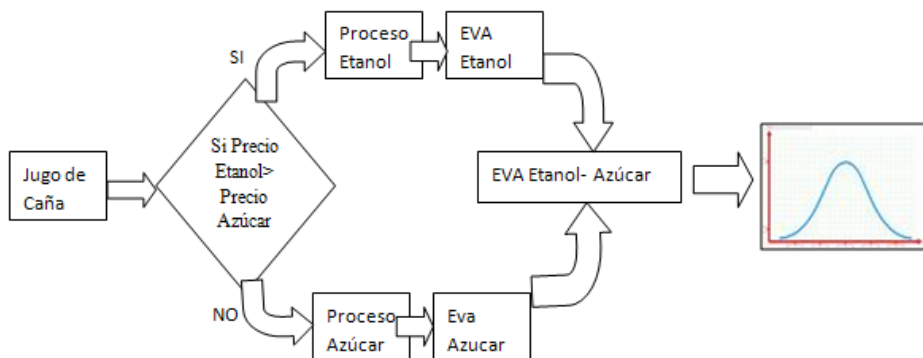 Jugo de
Caña
Si Precio
Etanol>
Precio
Azúcar
SI
Proceso
Etanol
EVA
Etanol
NO
Proceso
Azúcar
Eva
Azucar
EVA Etanol- Azúcar